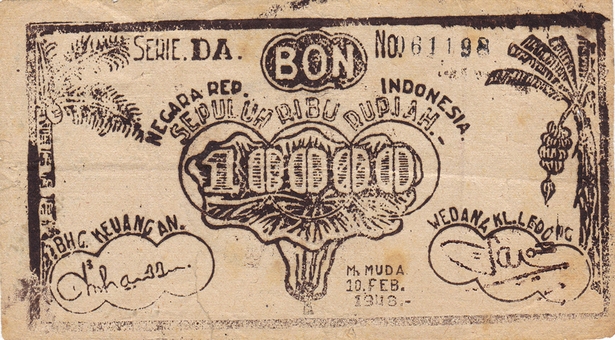 SERIE. DA. BON NO. 61198
NEGARA REP. INDONESIA
SEPULUH RIBU RUPIAH.-
10000
BHG. KEUANGAN.
WEDANA KL. LEDONG
M. MUDA
10. FEB.
1948.-